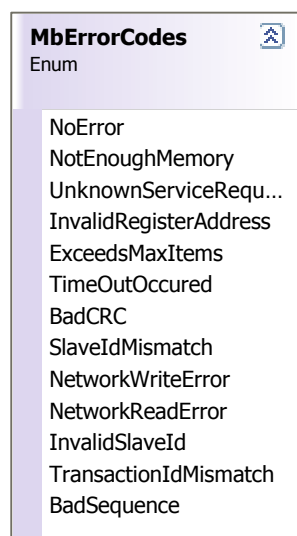 MbErrorCodes
Enum
NoError
NotEnoughMemory
UnknownServiceRequ...
InvalidRegisterAddress
ExceedsMaxItems
TimeOutOccured
BadCRC
SlaveIdMismatch
NetworkWriteError
NetworkReadError
InvalidSlaveId
TransactionIdMismatch
BadSequence